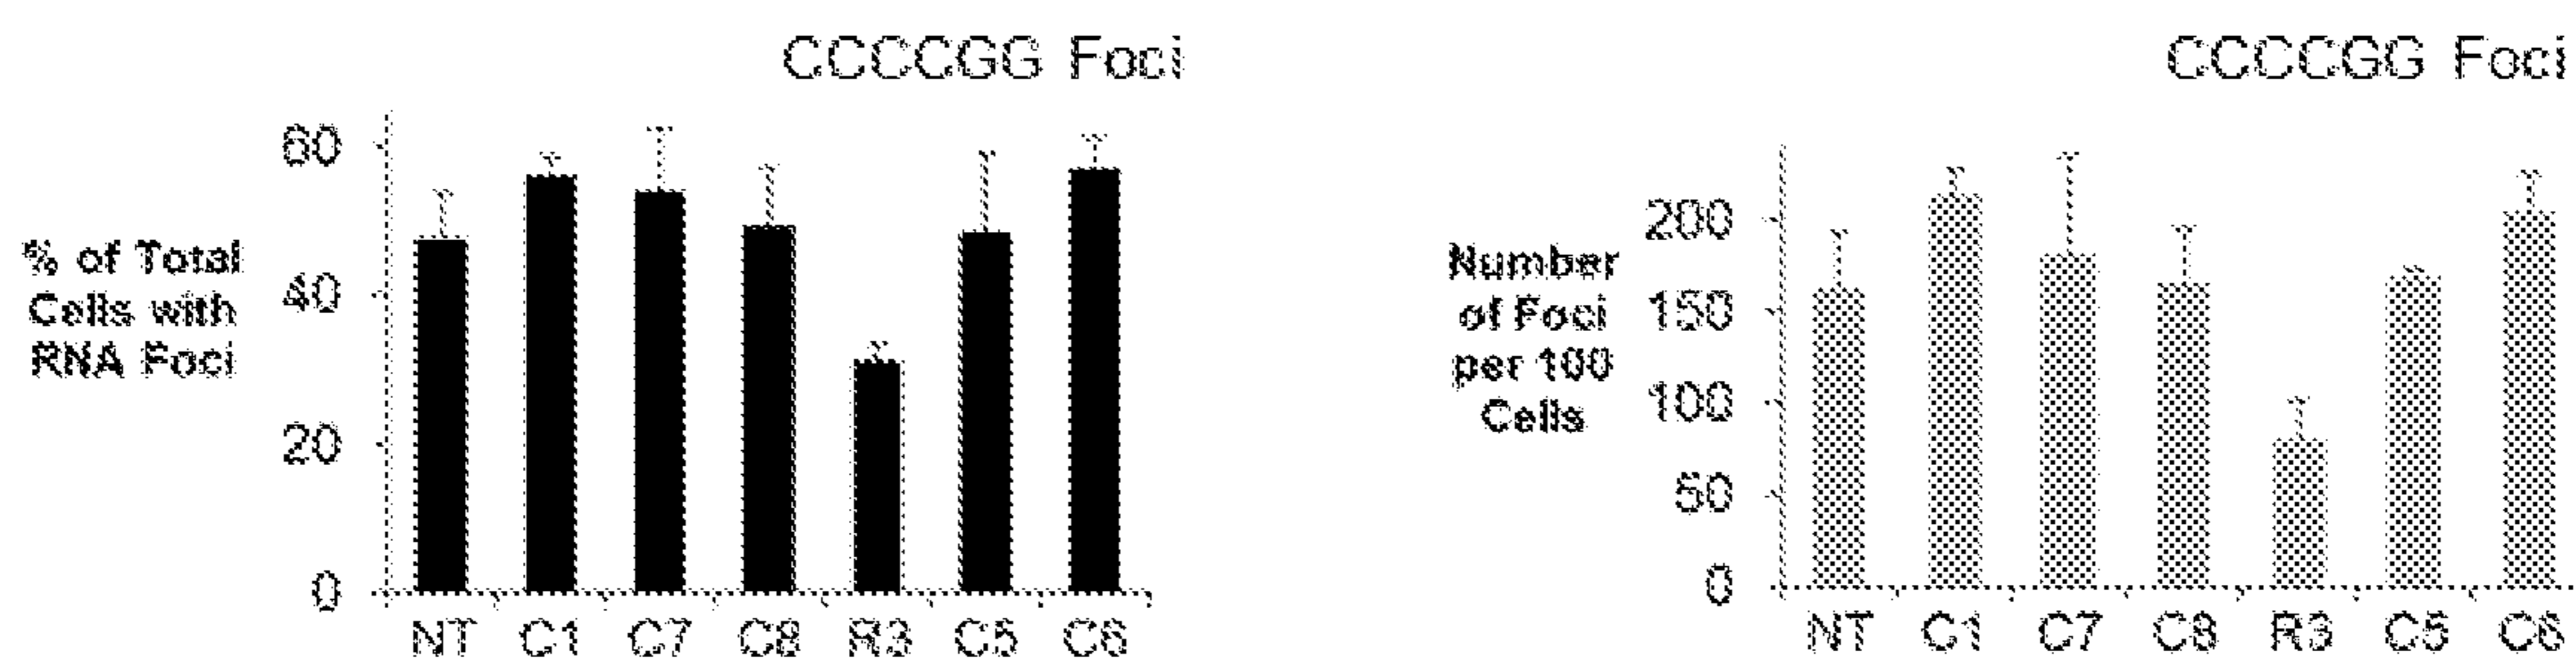 CCCCGG Foci
% of Total
Cells with
RNA Foci
60
40
20
0
NT C1 C7 C8 R3 C5 C6
CCCCGG Foci
Number
of Foci
per 100
Cells
200
150
100
50
0
NT C1 C7 C8 R3 C5 C6